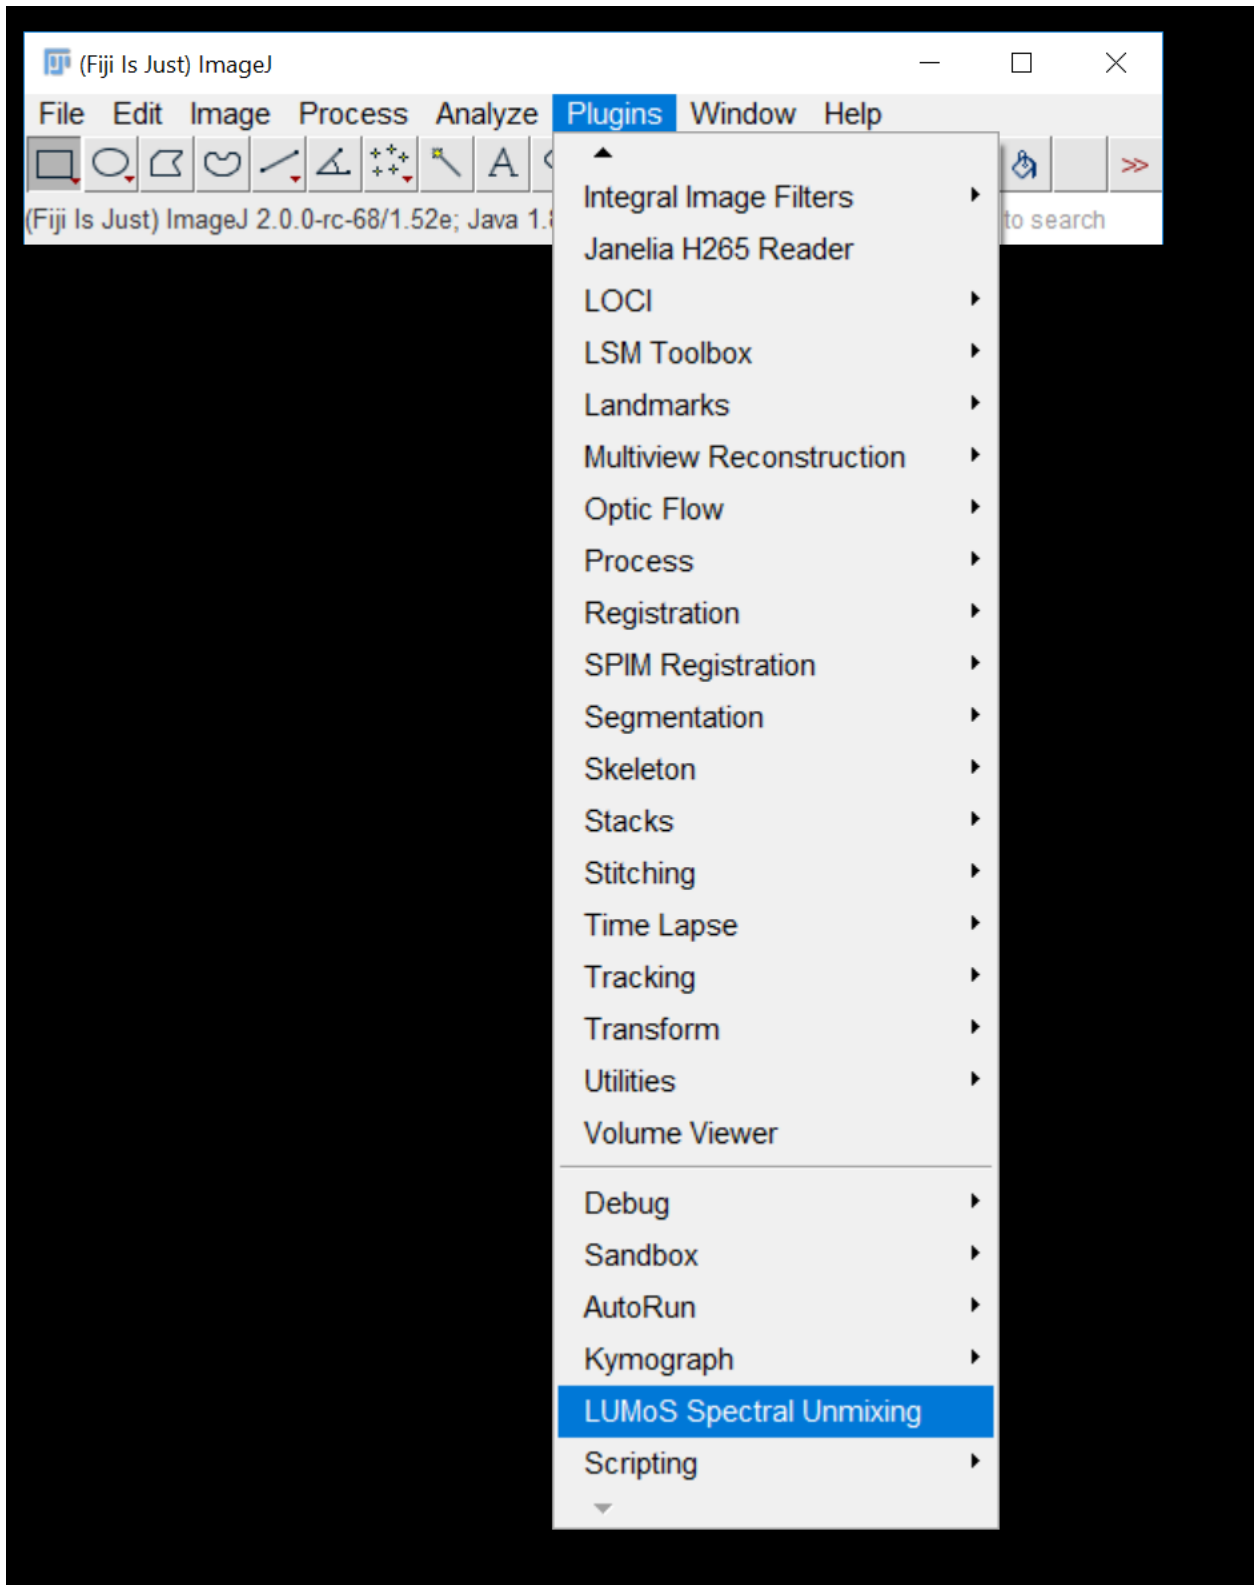 (Fiji Is Just) ImageJ
File Edit Image Process Analyze Plugins Window Help
A
(Fiji Is Just) ImageJ 2.0.0-rc-68/1.52e; Java 1.8 to search
Integral Image Filters
Janelia H265 Reader
LOCI
LSM Toolbox
Landmarks
Multiview Reconstruction
Optic Flow
Process
Registration
SPIM Registration
Segmentation
Skeleton
Stacks
Stitching
Time Lapse
Tracking
Transform
Utilities
Volume Viewer
Debug
Sandbox
AutoRun
Kymograph
LUMoS Spectral Unmixing
Scripting